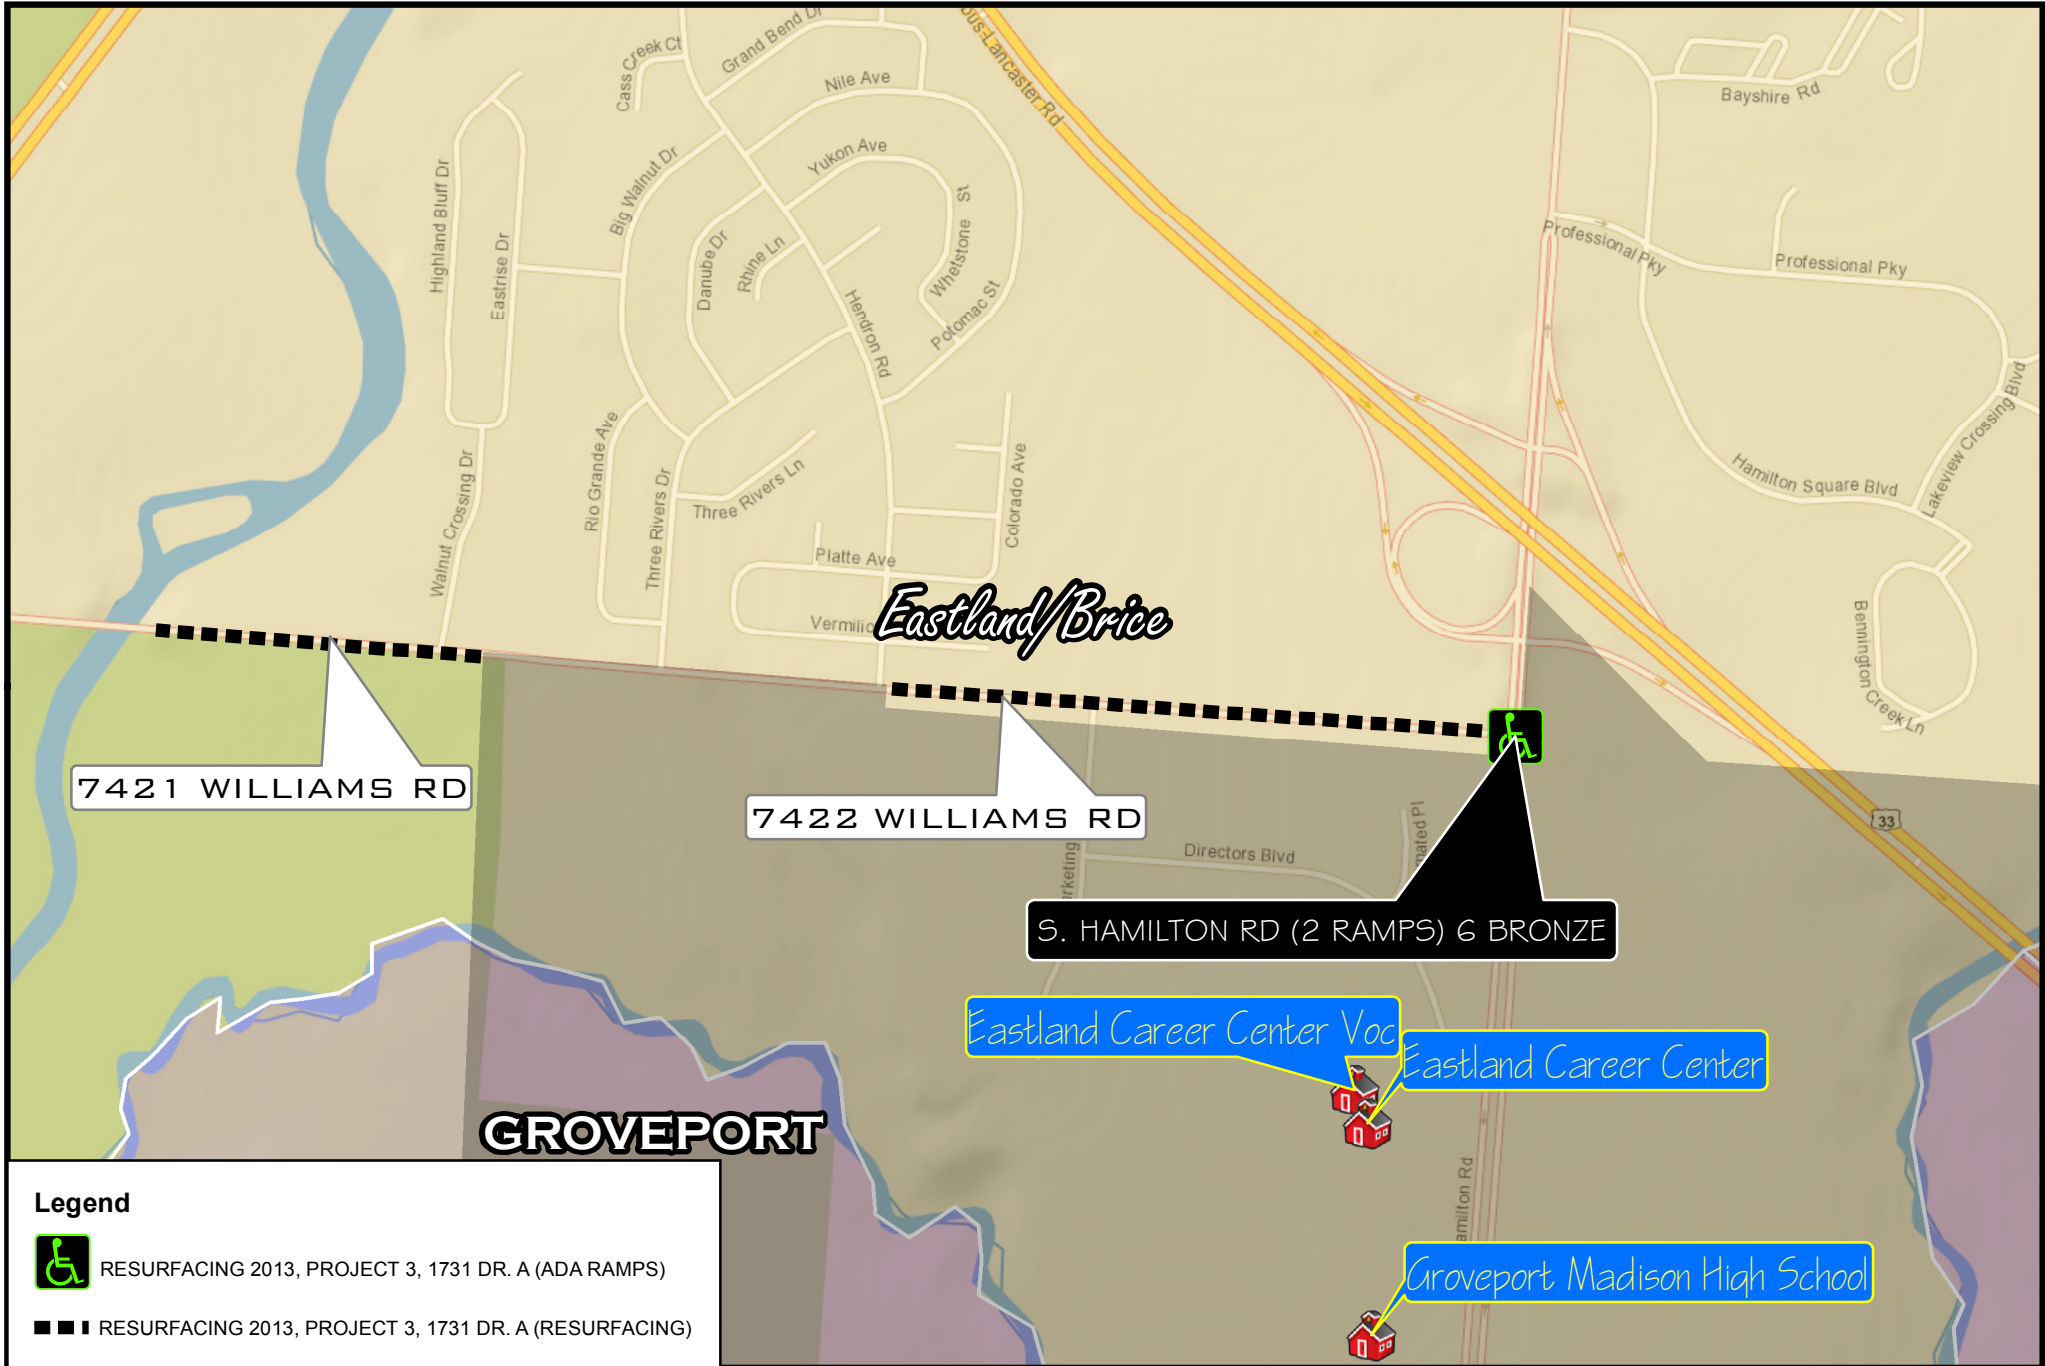 Grand Bend Dr
Cass Creek Ct
Nile Ave
Yukon Ave
Lancaster Rd
Bayshire Rd
Highland Bluff Dr
Eastrise Dr
Big Walnut Dr
Danube Dr
Rhine Ln
Hendron Rd
Whetstone St
Potomac St
Professional Pky
Professional Pky
Lakeview Crossing Blvd
Hamilton Square Blvd
Walnut Crossing Dr
Rio Grande Ave
Three Rivers Dr
Three Rivers Ln
Colorado Ave
Platte Ave
Eastland/Brice
Bennington Creek Ln
7421 WILLIAMS RD
7422 WILLIAMS RD
33
Directors Blvd
S. HAMILTON RD (2 RAMPS) 6 BRONZE
Eastland Career Center Voc
Eastland Career Center
GROVEPORT
Rd
Groveport Madison High School
Legend
RESURFACING 2013, PROJECT 3, 1731 DR. A (ADA RAMPS)
RESURFACING 2013, PROJECT 3, 1731 DR. A (RESURFACING)